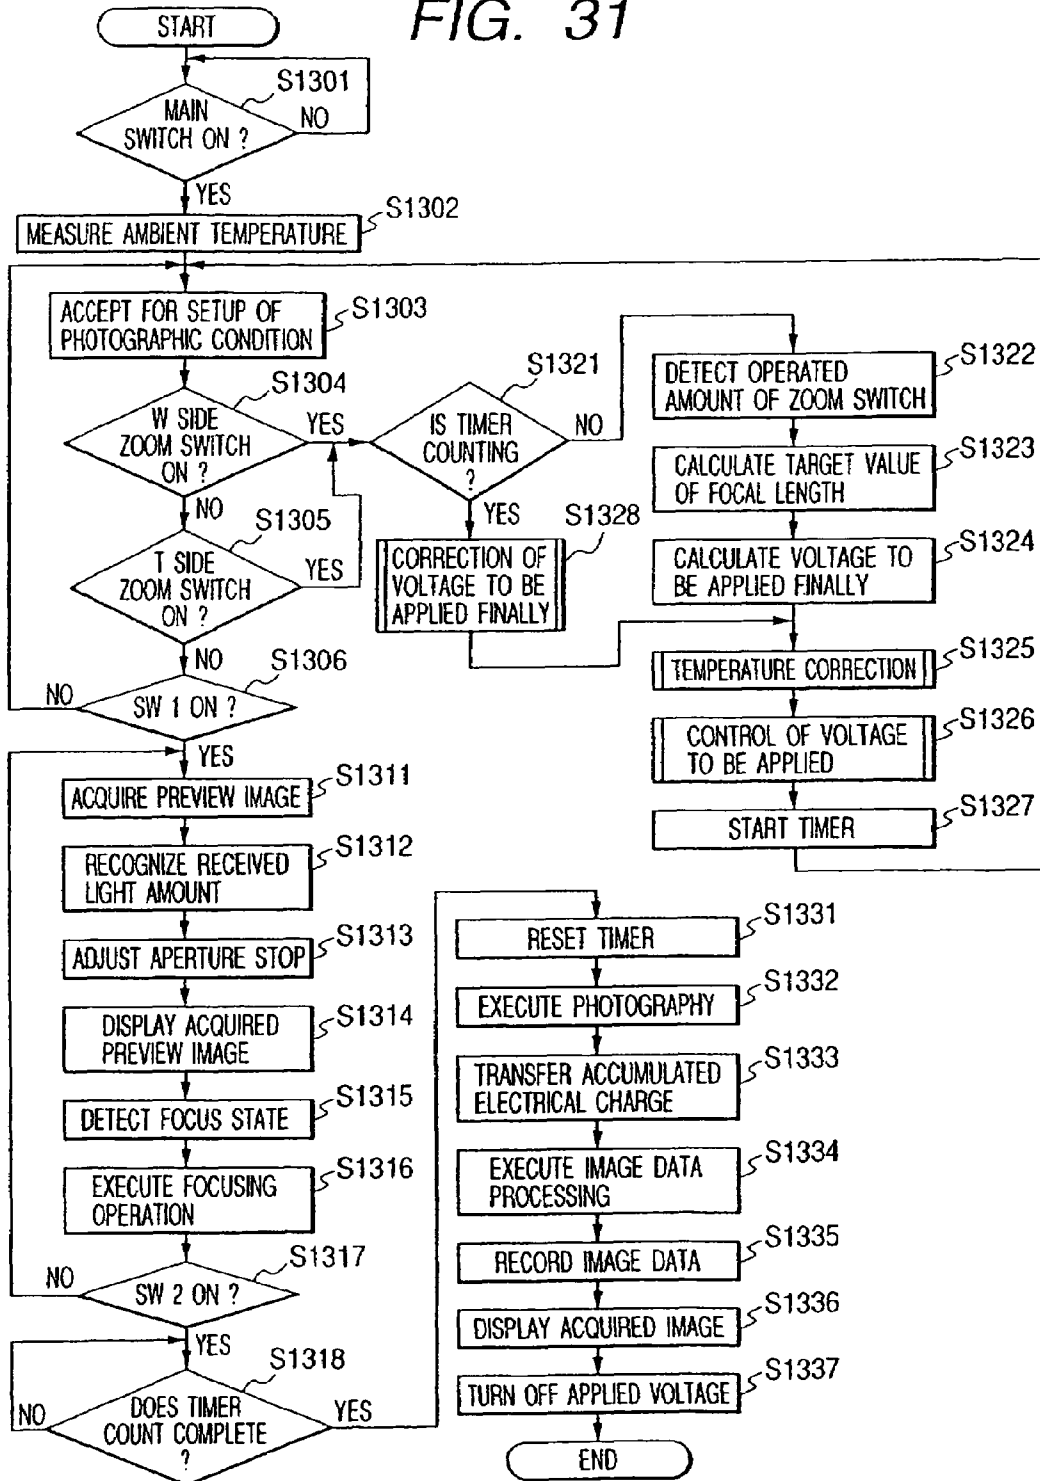 FIG. 31
START
S1301
MAIN
SWITCH ON ?
NO
YES
S1302
MEASURE AMBIENT TEMPERATURE
S1303
ACCEPT FOR SETUP OF
PHOTOGRAPHIC CONDITION
S1304
W SIDE
ZOOM SWITCH
ON ?
YES
NO
S1305
T SIDE
ZOOM SWITCH
ON ?
YES
NO
S1306
SW 1 ON ?
NO
YES
S1311
ACQUIRE PREVIEW IMAGE
S1312
RECOGNIZE RECEIVED
LIGHT AMOUNT
S1313
ADJUST APERTURE STOP
S1314
DISPLAY ACQUIRED
PREVIEW IMAGE
S1315
DETECT FOCUS STATE
S1316
EXECUTE FOCUSING
OPERATION
S1317
SW 2 ON ?
NO
YES
S1318
DOES TIMER
COUNT COMPLETE
?
NO
YES
S1321
IS TIMER
COUNTING
?
NO
YES
S1328
CORRECTION OF
VOLTAGE TO BE
APPLIED FINALLY
S1322
DETECT OPERATED
AMOUNT OF ZOOM SWITCH
S1323
CALCULATE TARGET VALUE
OF FOCAL LENGTH
S1324
CALCULATE VOLTAGE TO
BE APPLIED FINALLY
S1325
TEMPERATURE CORRECTION
S1326
CONTROL OF VOLTAGE
TO BE APPLIED
S1327
START TIMER
S1331
RESET TIMER
S1332
EXECUTE PHOTOGRAPHY
S1333
TRANSFER ACCUMULATED
ELECTRICAL CHARGE
S1334
EXECUTE IMAGE DATA
PROCESSING
S1335
RECORD IMAGE DATA
S1336
DISPLAY ACQUIRED IMAGE
S1337
TURN OFF APPLIED VOLTAGE
END